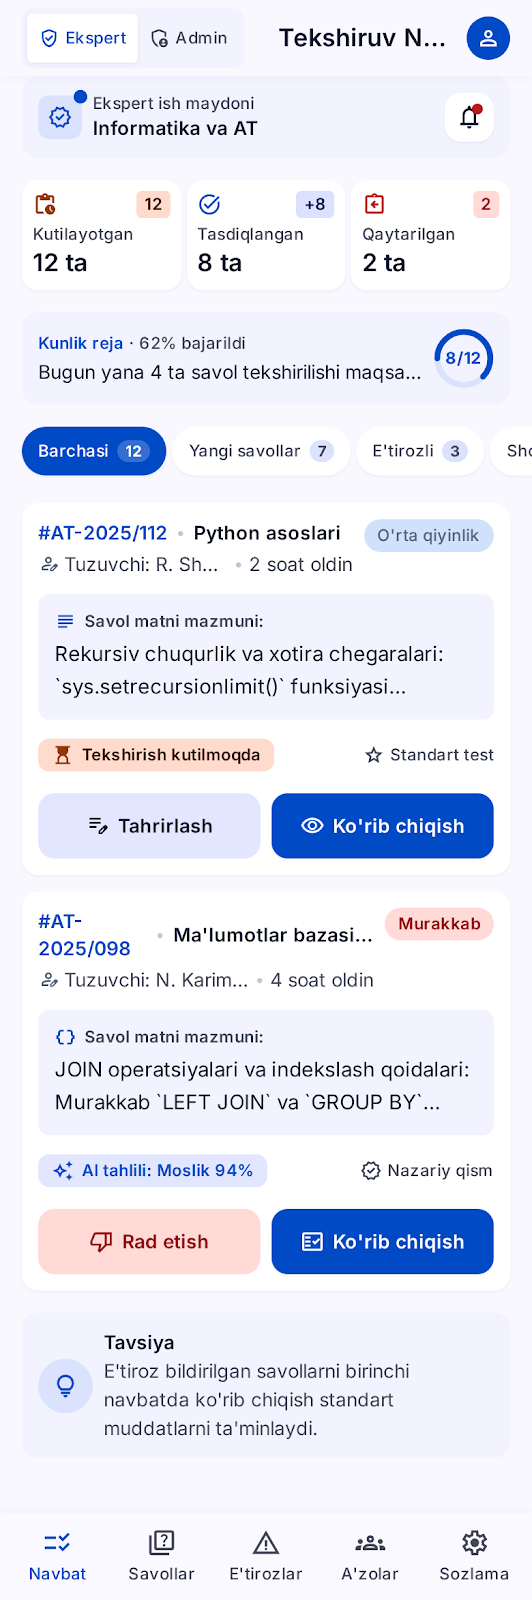 Ekspert
Admin
Tekshiruv N...
Ekspert ish maydoni
Informatika va AT
12
Kutilayotgan
12 ta
+8
Tasdiqlangan
8 ta
2
Qaytarilgan
2 ta
Kunlik reja · 62% bajarildi
Bugun yana 4 ta savol tekshirilishi maqsa...
8/12
Barchasi 12
Yangi savollar 7
E'tirozli 3
Sho
#AT-2025/112 • Python asoslari
O'rta qiyinlik
Tuzuvchi: R. Sh... • 2 soat oldin
Savol matni mazmuni:
Rekursiv chuqurlik va xotira chegaralari:
`sys.setrecursionlimit()` funksiyasi...
Tekshirish kutilmoqda
Standart test
Tahrirlash
Ko'rib chiqish
#AT-
2025/098
• Ma'lumotlar bazasi...
Murakkab
Tuzuvchi: N. Karim... • 4 soat oldin
Savol matni mazmuni:
JOIN operatsiyalari va indekslash qoidalari:
Murakkab `LEFT JOIN` va `GROUP BY`...
AI tahlili: Moslik 94%
Nazariy qism
Rad etish
Ko'rib chiqish
Tavsiya
E'tiroz bildirilgan savollarni birinchi
navbatda ko'rib chiqish standart
muddatlarni ta'minlaydi.
Navbat
Savollar
E'tirozlar
A'zolar
Sozlama